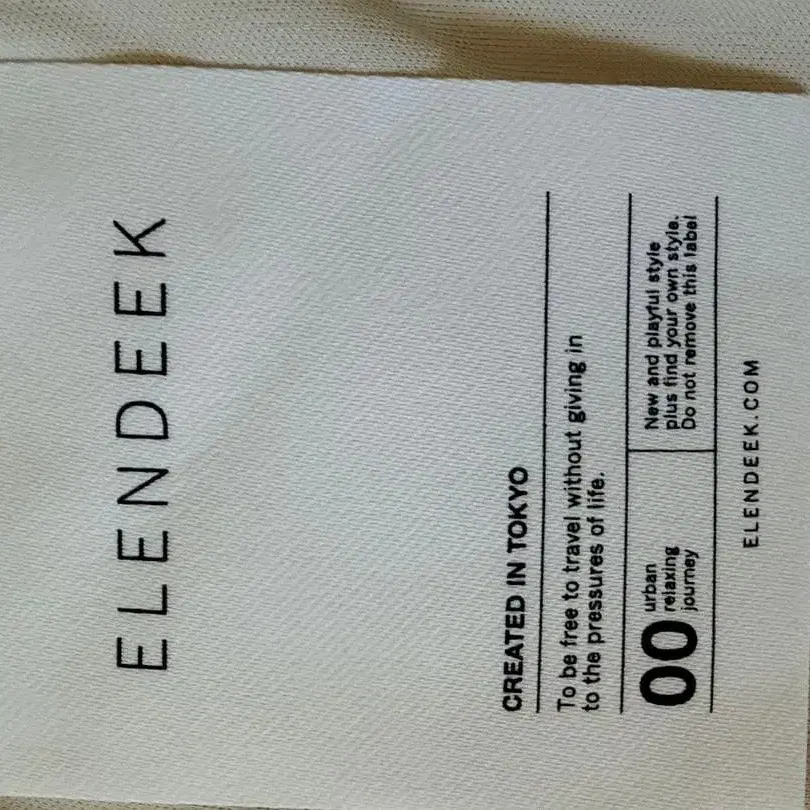 ELENDEEK
CREATED IN TOKYO
To be free to travel without giving in
to the pressures of life.
00
urban
relaxing
journey
New and playful style
plus find your own style.
Do not remove this label
ELENDEEK.COM